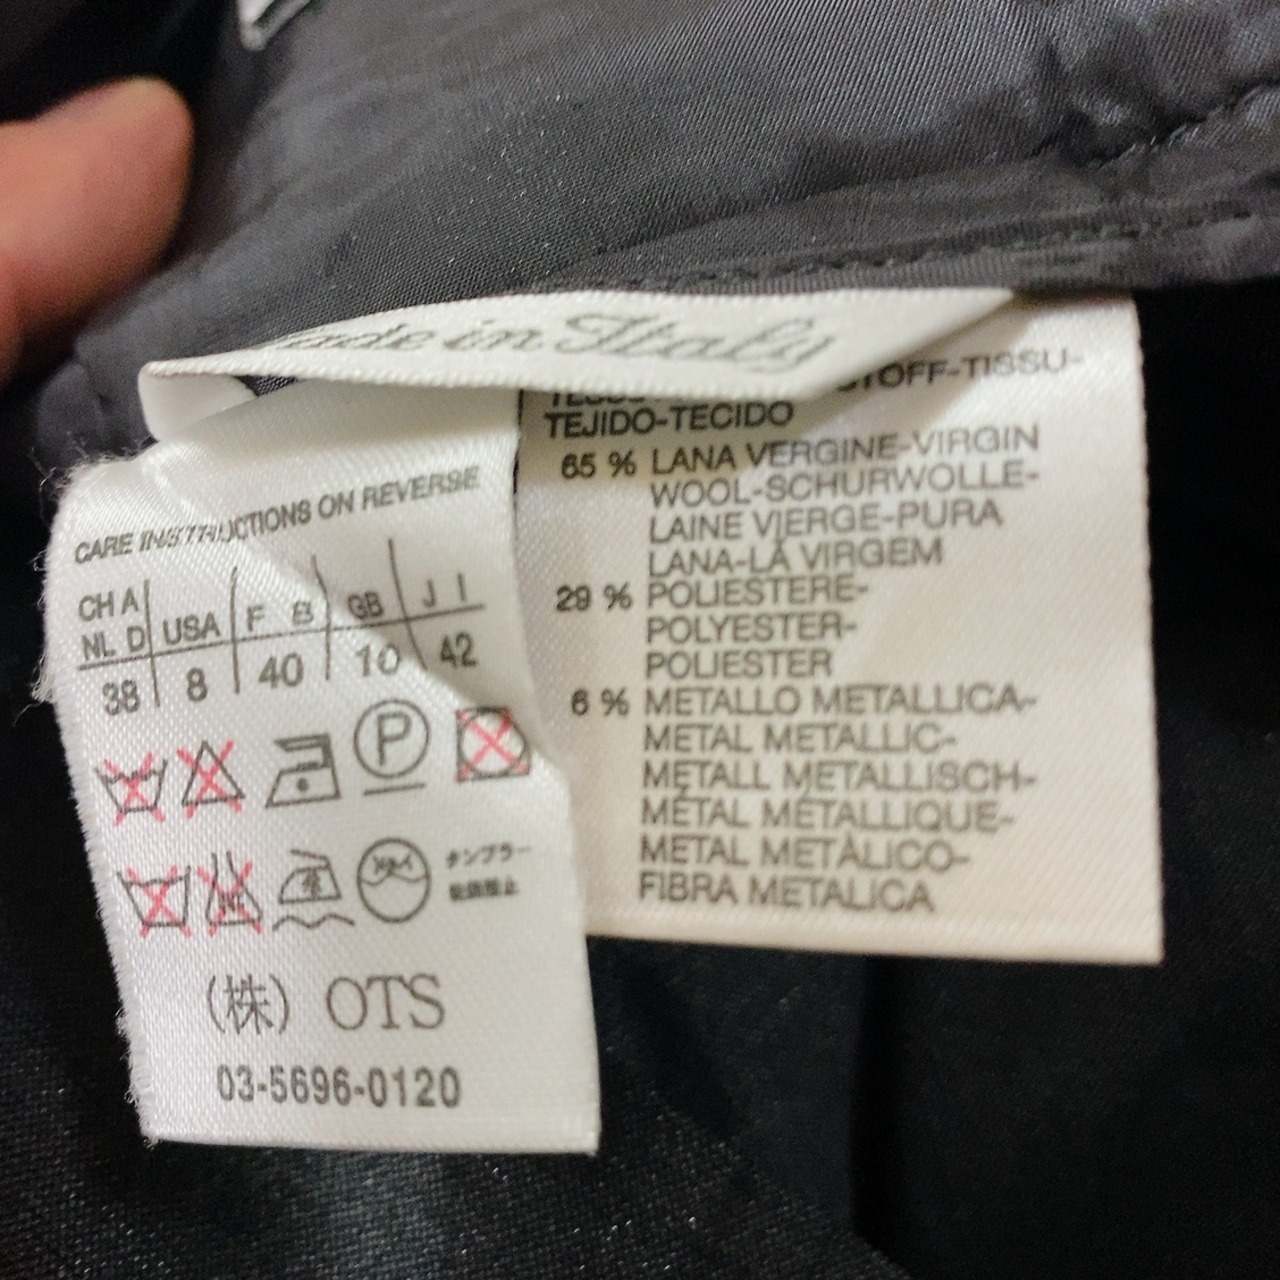 Made in Italy
STOFF-TISSU-
TEJIDO-TECIDO
65 % LANA VERGINE-VIRGIN
WOOL-SCHURWOLLE-
LAINE VIERGE-PURA
LANA-LÃ VIRGEM
29 % POLIESTERE-
POLYESTER-
POLIESTER
6 % METALLO METALLICA-
METAL METALLIC-
METALL METALLISCH-
MÉTAL MÉTALLIQUE-
METAL METÀLICO-
FIBRA METALICA
CARE INSTRUCTIONS ON REVERSE
CH A
NL D USA F B GB J I
38 8 40 10 42
P
タンブラー
乾燥禁止
(株) OTS
03-5696-0120